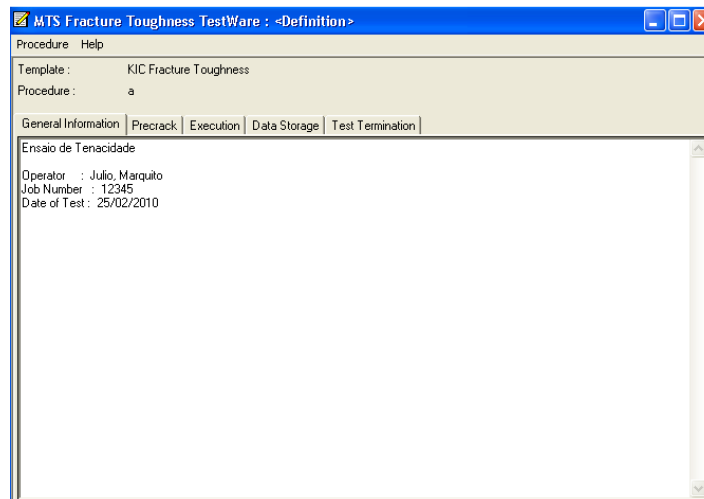 MTS Fracture Toughness TestWare : <Definition>
Procedure Help
Template : KIC Fracture Toughness
Procedure : a
General Information Precrack Execution Data Storage Test Termination
Ensaio de Tenacidade
Operator : Julio, Marquito
Job Number : 12345
Date of Test : 25/02/2010